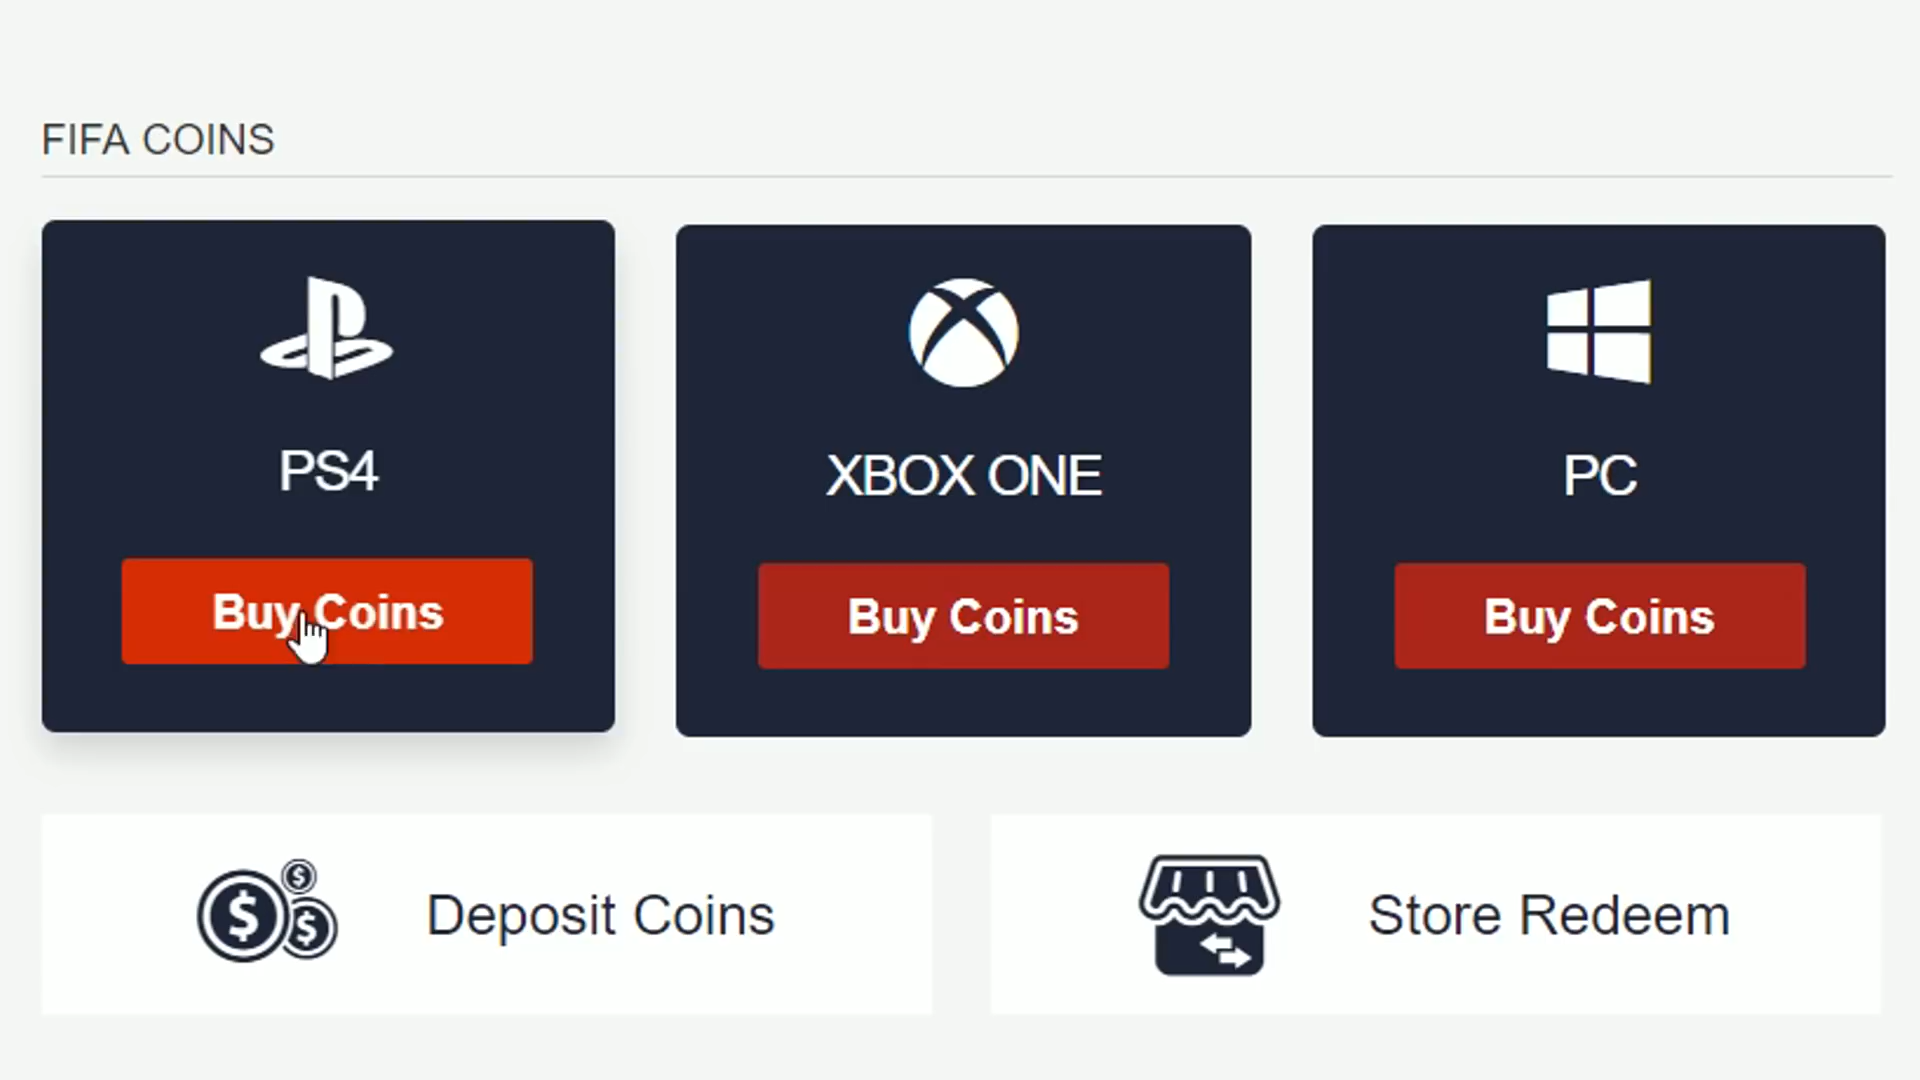 FIFA COINS
PS4
XBOX ONE
PC
Buy Coins
Buy Coins
Buy Coins
Deposit Coins
Store Redeem